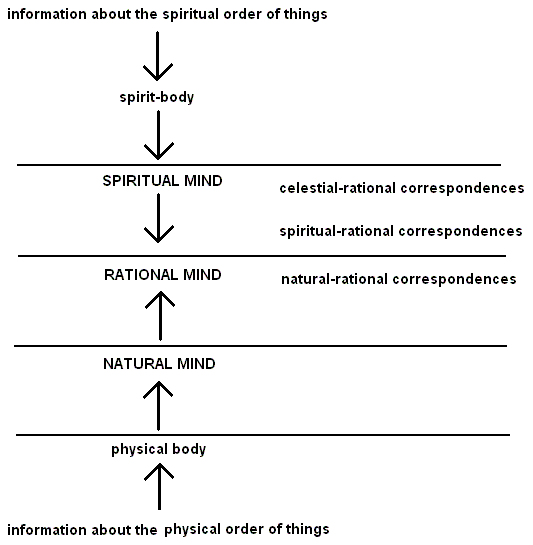 information about the spiritual order of things
spirit-body
SPIRITUAL MIND
celestial-rational correspondences
spiritual-rational correspondences
RATIONAL MIND
natural-rational correspondences
NATURAL MIND
physical body
information about the physical order of things